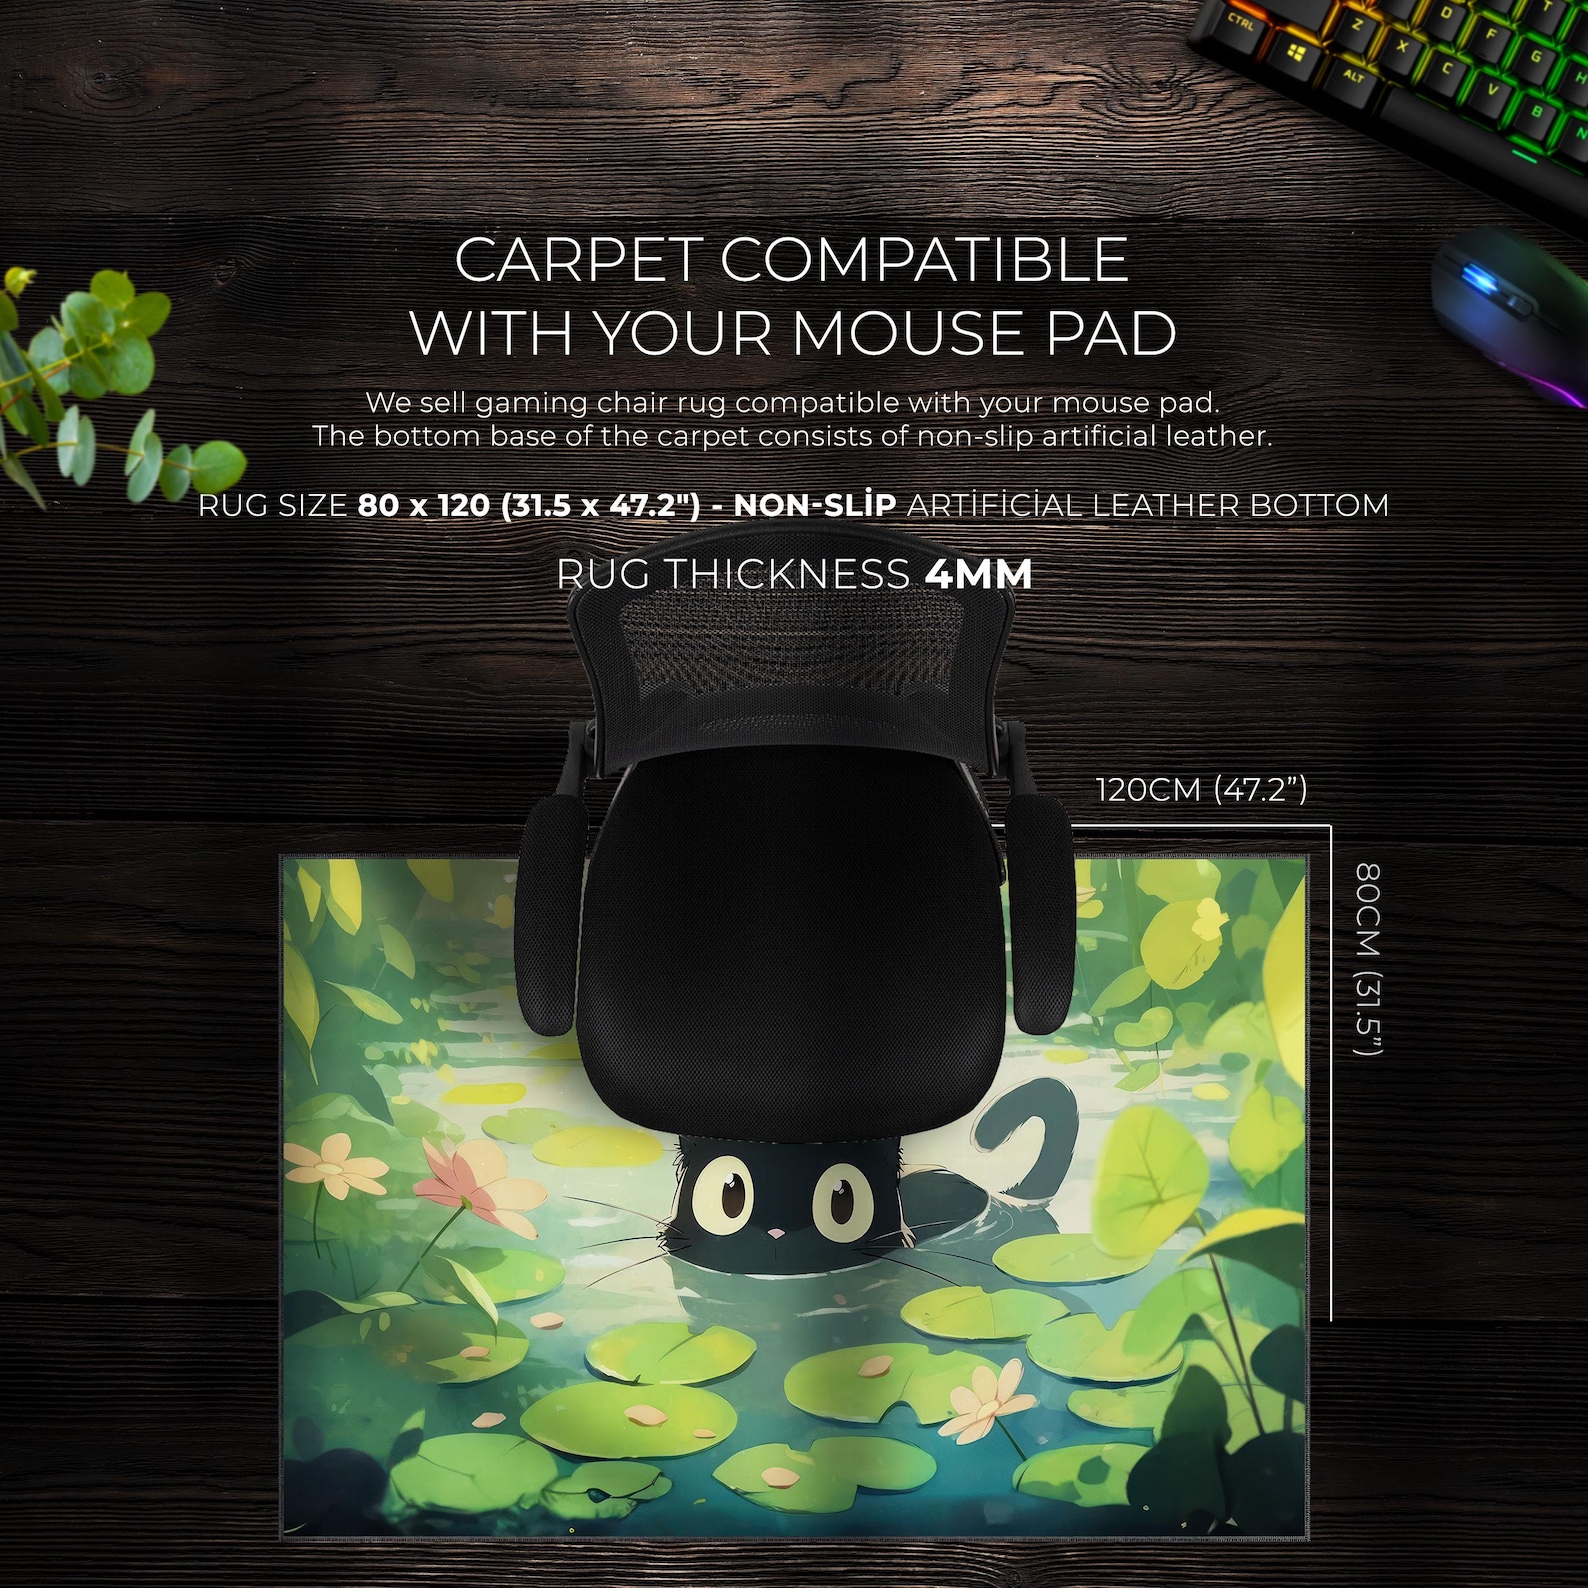 CTRL
ALT
Z
X
C
V
B
N
D
F
G
H
T
CARPET COMPATIBLE
WITH YOUR MOUSE PAD
We sell gaming chair rug compatible with your mouse pad.
The bottom base of the carpet consists of non-slip artificial leather.
RUG SIZE 80 x 120 (31.5 x 47.2") - NON-SLİP ARTİFİCİAL LEATHER BOTTOM
RUG THICKNESS 4MM
120CM (47.2”)
80CM (31.5”)